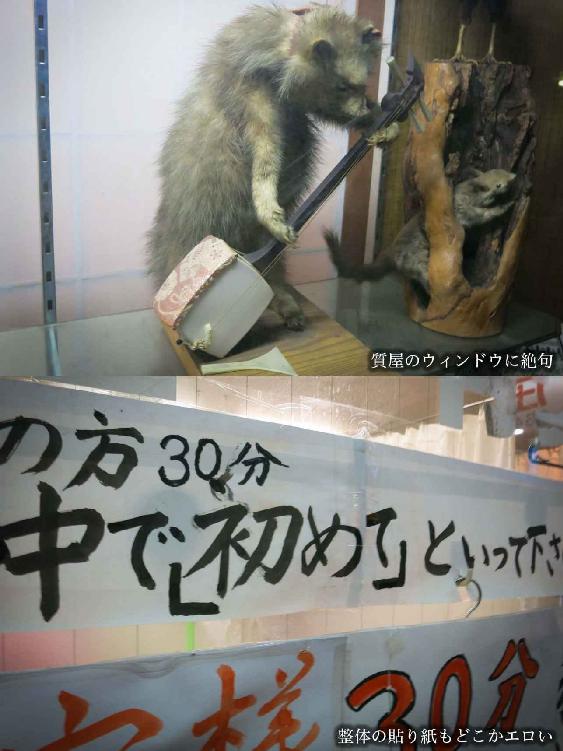 質屋のウィンドウに絶句
の方30分
中で「初めて」といって下さ
様 30分
整体の貼り紙もどこかエロい